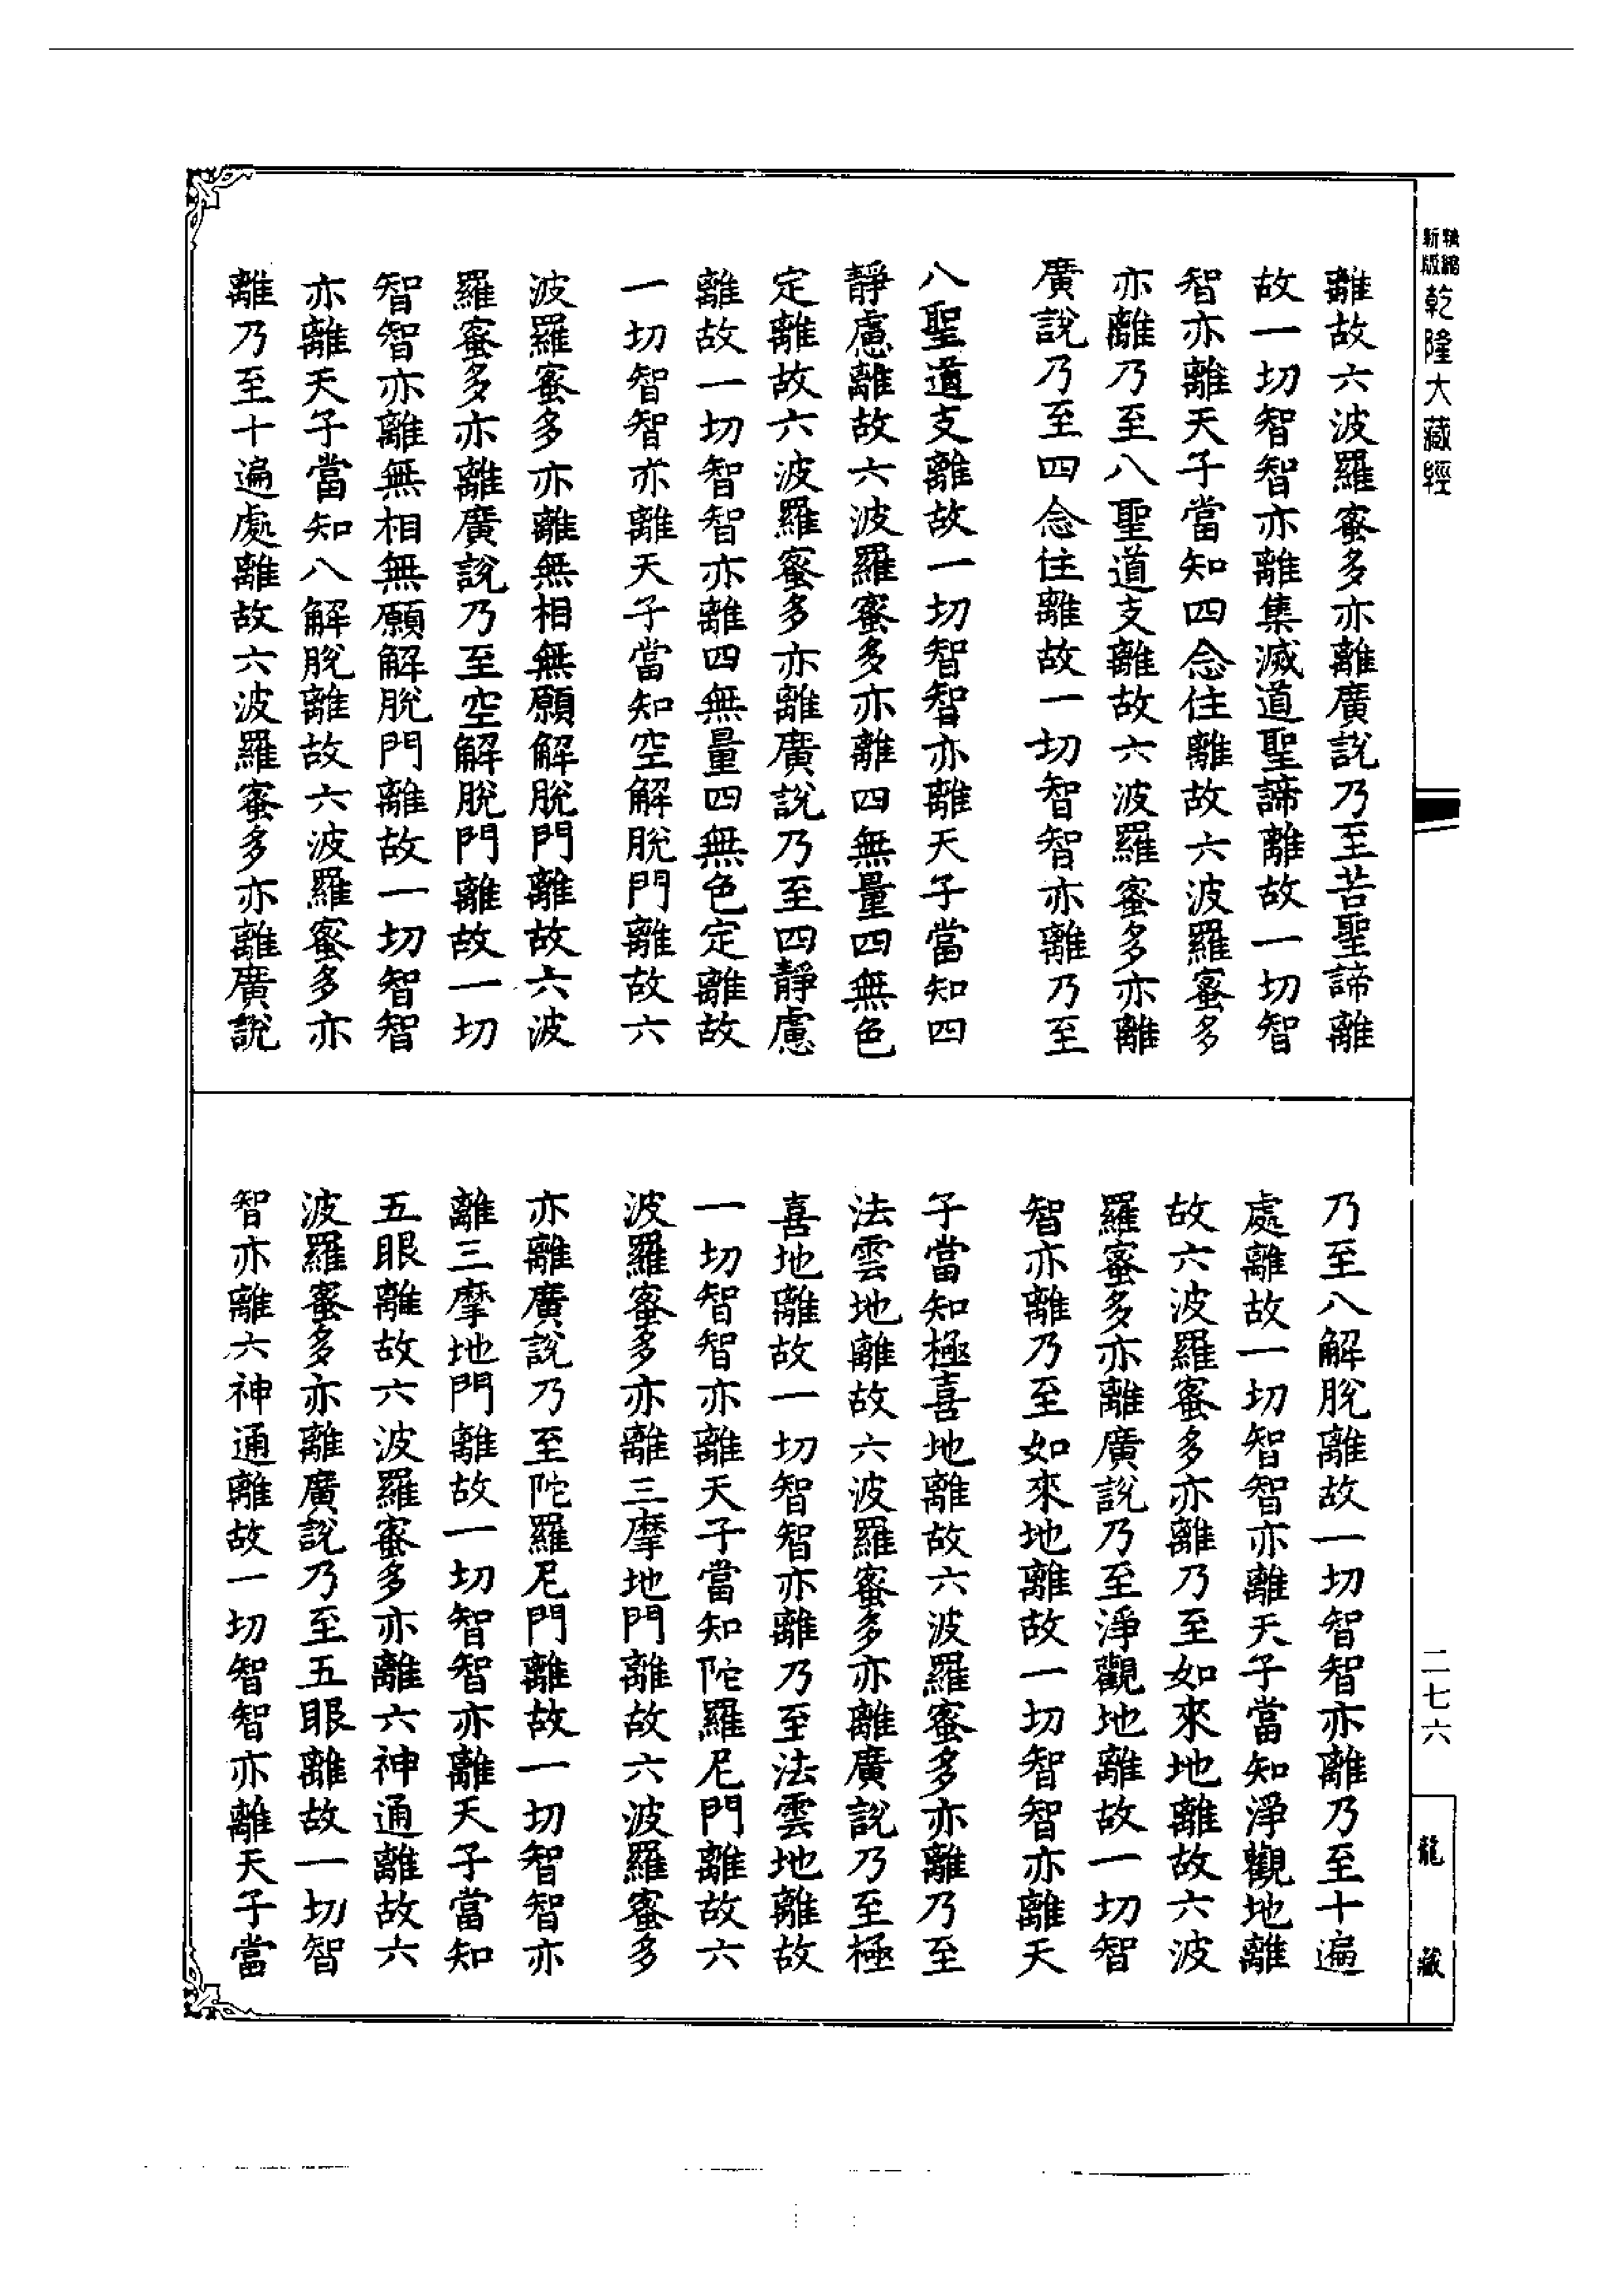 新縮
版編
乾隆大藏經
離故六波羅蜜多亦離廣說乃至苦聖諦離
故一切智智亦離集滅道聖諦離故一切智
智亦離天子當知四念住離故六波羅蜜多
亦離乃至八聖道支離故六波羅蜜多亦離
廣說乃至四念住離故一切智智亦離乃至
八聖道支離故一切智智亦離天子當知四
靜慮離故六波羅蜜多亦離四無量四無色
定離故六波羅蜜多亦離廣說乃至四靜慮
離故一切智智亦離四無量四無色定離故
一切智智亦離天子當知空解脫門離故六
波羅蜜多亦離無相無願解脫門離故六波
羅蜜多亦離廣說乃至空解脫門離故一切
智智亦離無相無願解脫門離故一切智智
亦離天子當知八解脫離故六波羅蜜多亦
離乃至十遍處離故六波羅蜜多亦離廣說
乃至八解脫離故一切智智亦離乃至十遍
處離故一切智智亦離天子當知淨觀地離
故六波羅蜜多亦離乃至如來地離故六波
羅蜜多亦離廣說乃至淨觀地離故一切智
智亦離乃至如來地離故一切智智亦離天
子當知極喜地離故六波羅蜜多亦離乃至
法雲地離故六波羅蜜多亦離廣說乃至極
喜地離故一切智智亦離乃至法雲地離故
一切智智亦離天子當知陀羅尼門離故六
波羅蜜多亦離三摩地門離故六波羅蜜多
亦離廣說乃至陀羅尼門離故一切智智亦
離三摩地門離故一切智智亦離天子當知
五眼離故六波羅蜜多亦離六神通離故六
波羅蜜多亦離廣說乃至五眼離故一切智
智亦離六神通離故一切智智亦離天子當
二七六
龍藏